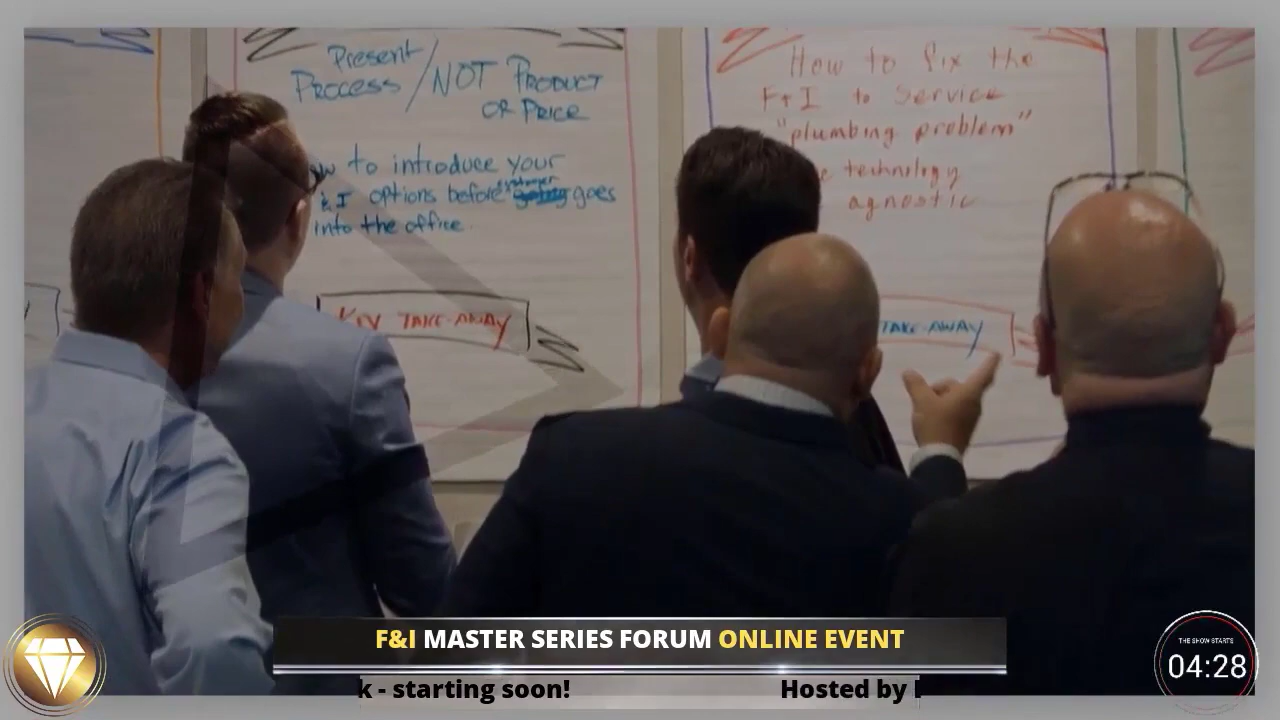 Present
Process / NOT Product
or Price
to introduce your
& I options before customer goes
into the office.
Key Take-Away
How to fix the
F+I to Service
"plumbing problem"
technology
agnostic
Take-Away
F&I MASTER SERIES FORUM ONLINE EVENT
k - starting soon!
Hosted by
THE SHOW STARTS
04:28